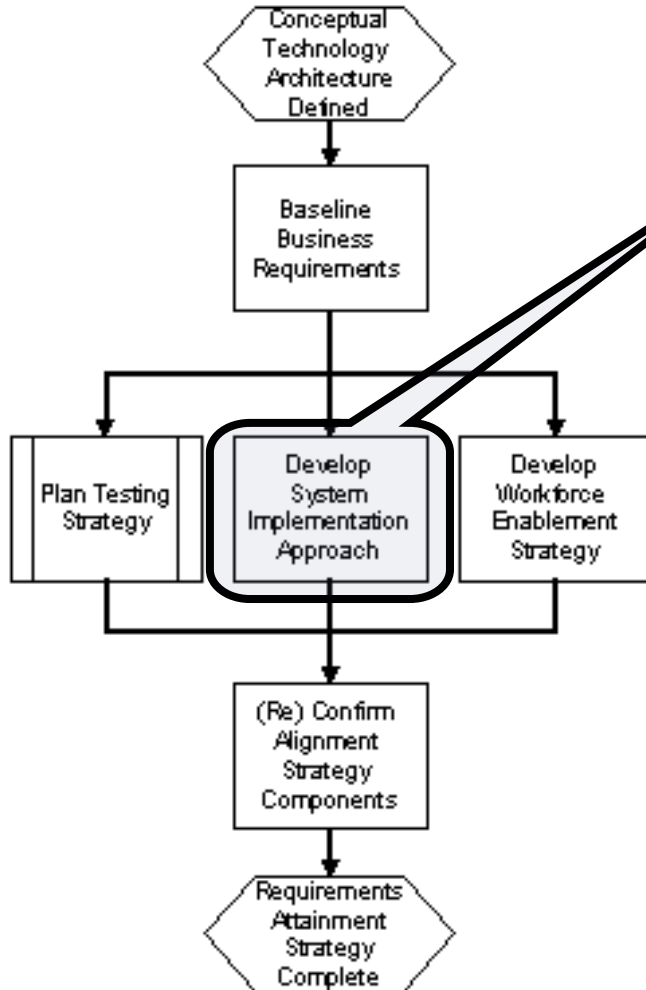 Conceptual
Technology
Architecture
Defined
Baseline
Business
Requirements
Plan Testing
Strategy
Develop
System
Implementation
Approach
Develop
Workforce
Enablement
Strategy
(Re) Confirm
Alignment
Strategy
Components
Requirements
Attainment
Strategy
Complete